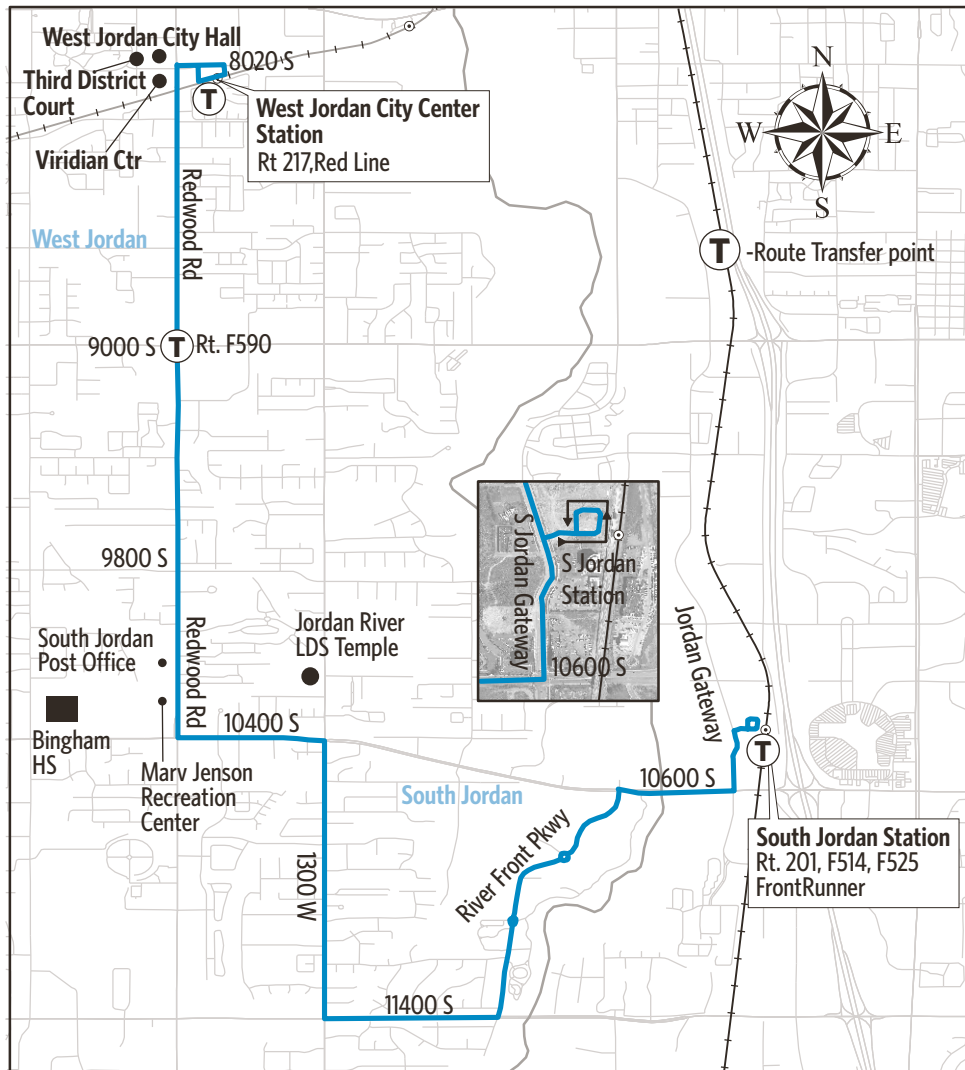 West Jordan City Hall
8020 S
Third District
Court
T
Viridian Ctr
West Jordan City Center
Station
Rt 217,Red Line
N
W
E
S
Redwood Rd
West Jordan
T
-Route Transfer point
9000 S
T
Rt. F590
9800 S
S Jordan Gateway
S Jordan
Station
10600 S
South Jordan
Post Office
Redwood Rd
Jordan River
LDS Temple
Jordan Gateway
Bingham
HS
10400 S
Marv Jenson
Recreation
Center
South Jordan
10600 S
T
River Front Pkwy
1300 W
South Jordan Station
Rt. 201, F514, F525
FrontRunner
11400 S